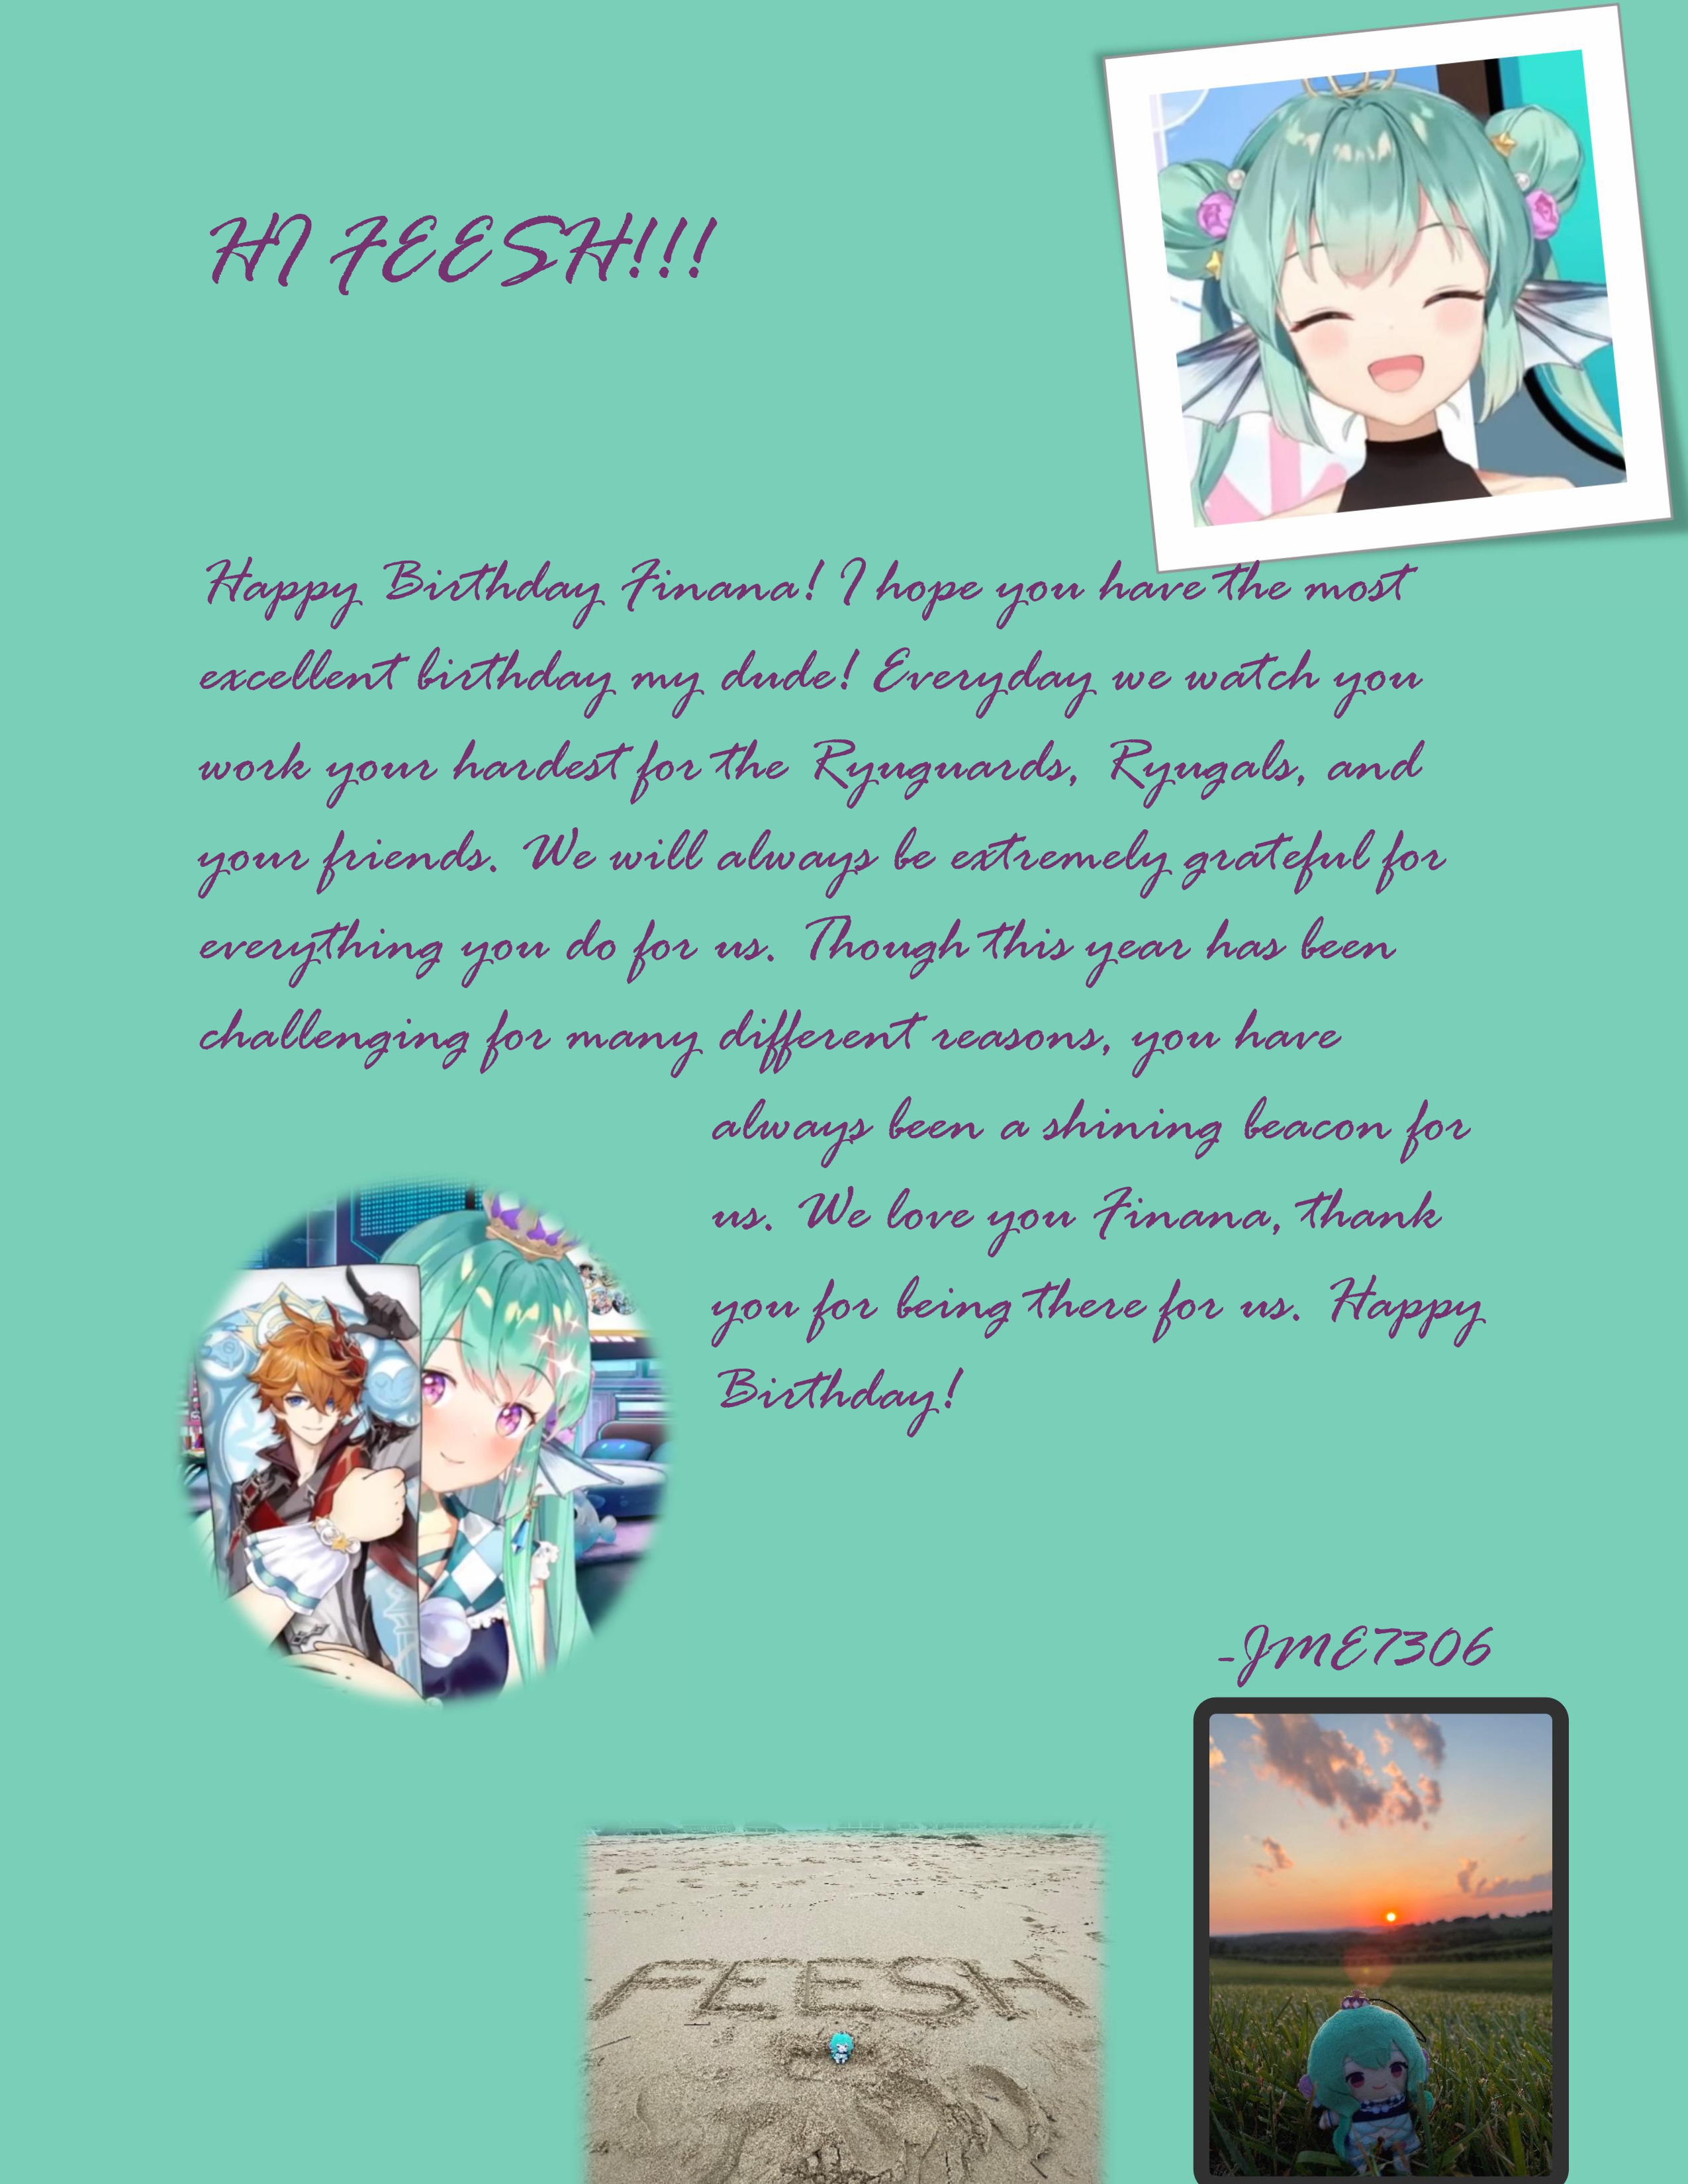 HI FEESH!!!
Happy Birthday Finana! I hope you have the most
excellent birthday my dude! Everyday we watch you
work your hardest for the Ryuguards, Ryugals, and
your friends. We will always be extremely grateful for
everything you do for us. Though this year has been
challenging for many different reasons, you have
always been a shining beacon for
us. We love you Finana, thank
you for being there for us. Happy
Birthday!
-JME7306
FEESH